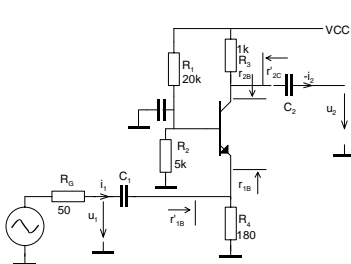 VCC
1k
R3
R1
20k
r2B
r'2C
-i2
C2
u2
R2
5k
RG
50
i1
C1
u1
r'1B
r1B
R4
180